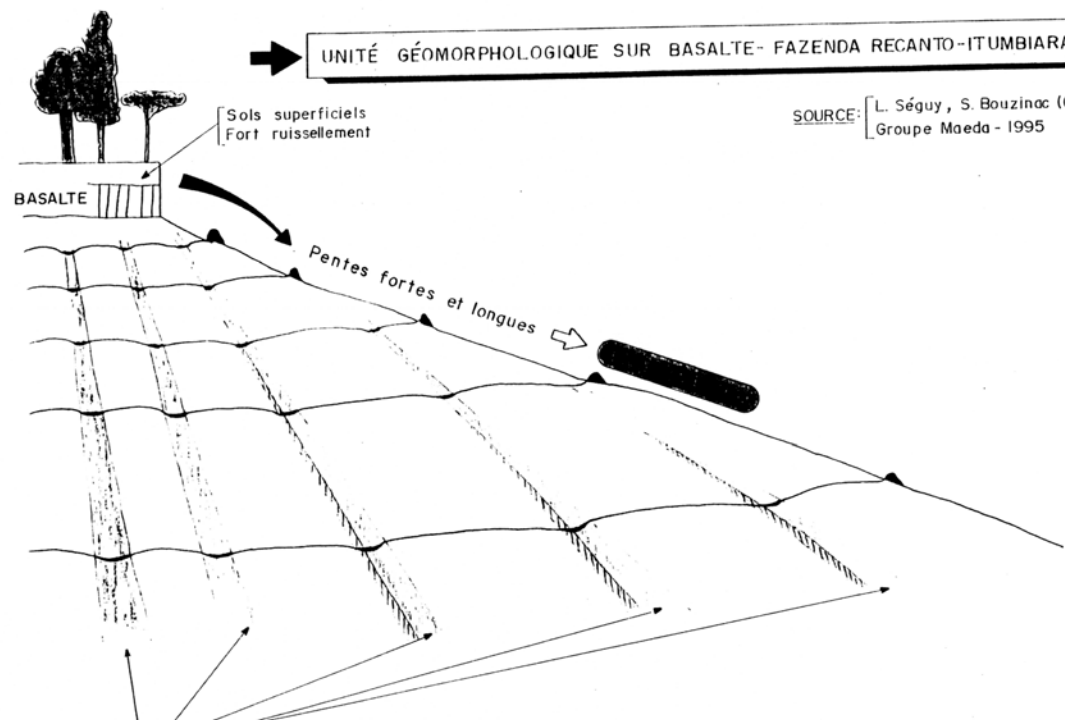 UNITÉ GÉOMORPHOLOGIQUE SUR BASALTE- FAZENDA RECANTO-ITUMBIARA
Sols superficiels
Fort ruissellement
SOURCE: L. Séguy, S. Bouzinac (
Groupe Maeda - 1995
BASALTE
Pentes fortes et longues